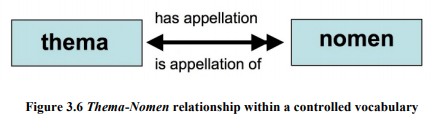 has appellation
thema
nomen
is appellation of
Figure 3.6 Thema-Nomen relationship within a controlled vocabulary